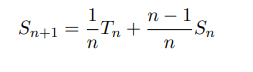 S_{n+1} = \frac{1}{n} T_n + \frac{n-1}{n} S_n